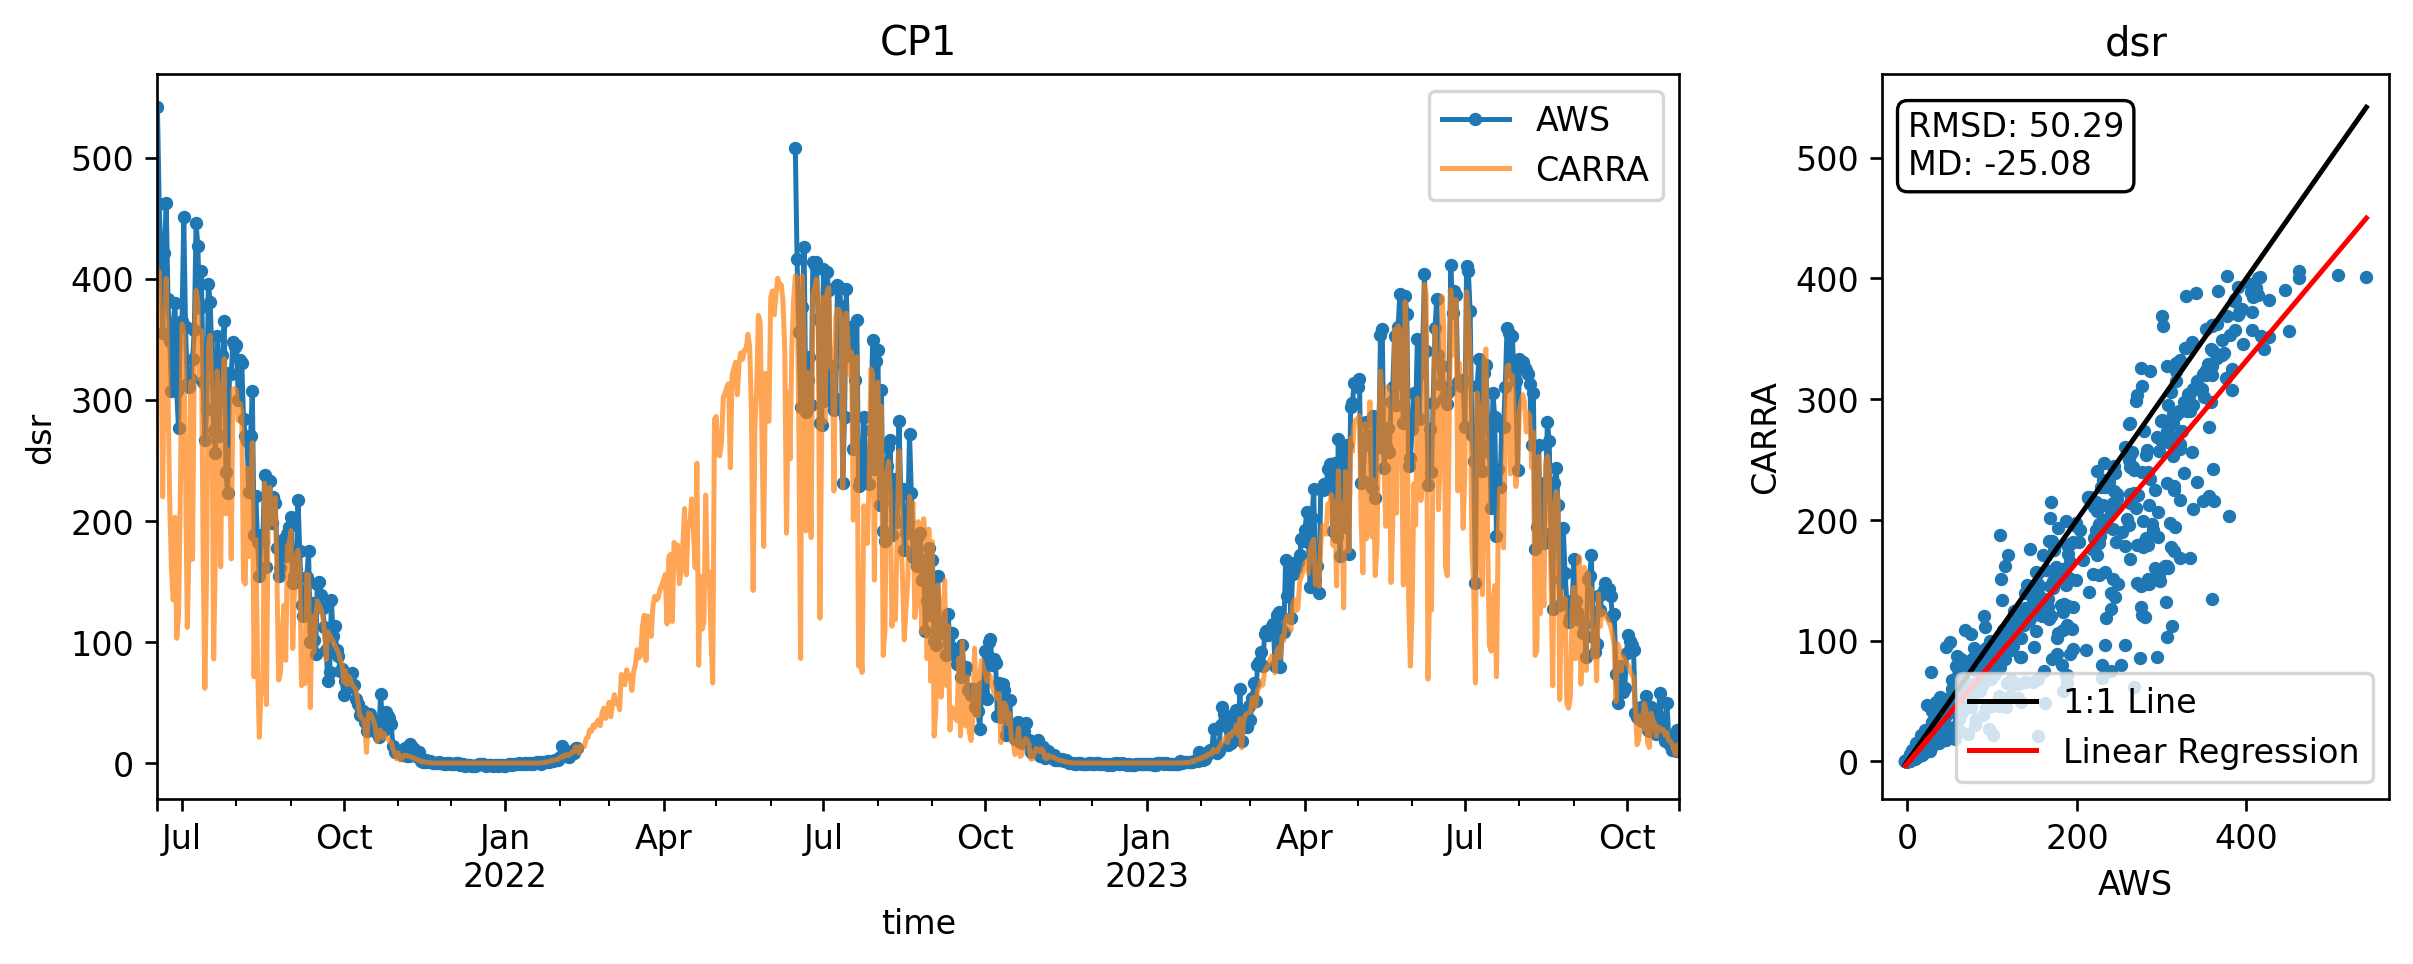 CP1
dsr
500
400
300
200
100
0
AWS
CARRA
Jul
Oct
Jan
2022
Apr
Jul
Oct
Jan
2023
Apr
Jul
Oct
time
dsr
RMSD: 50.29
MD: -25.08
CARRA
500
400
300
200
100
0
1:1 Line
Linear Regression
0
200
400
AWS